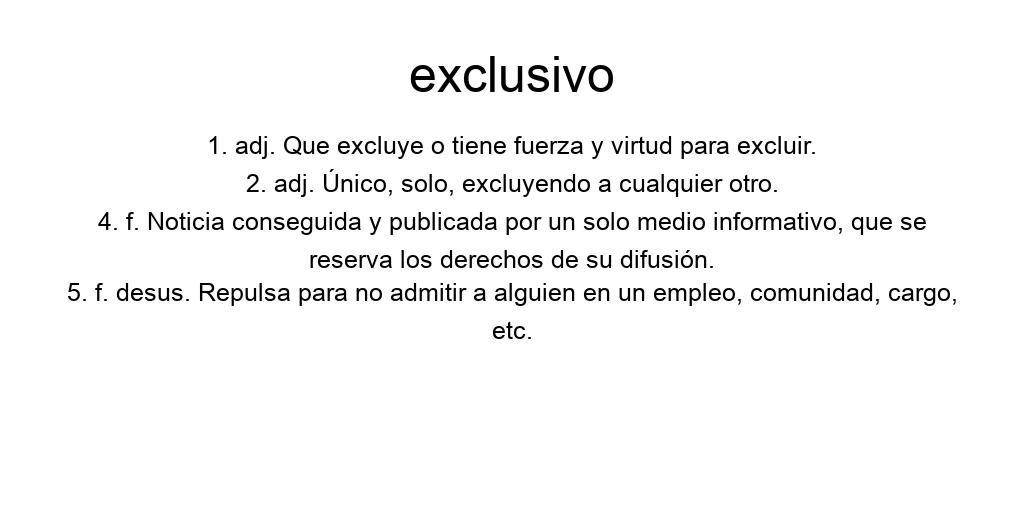 exclusivo
1. adj. Que excluye o tiene fuerza y virtud para excluir.
2. adj. Único, solo, excluyendo a cualquier otro.
4. f. Noticia conseguida y publicada por un solo medio informativo, que se
reserva los derechos de su difusión.
5. f. desus. Repulsa para no admitir a alguien en un empleo, comunidad, cargo,
etc.